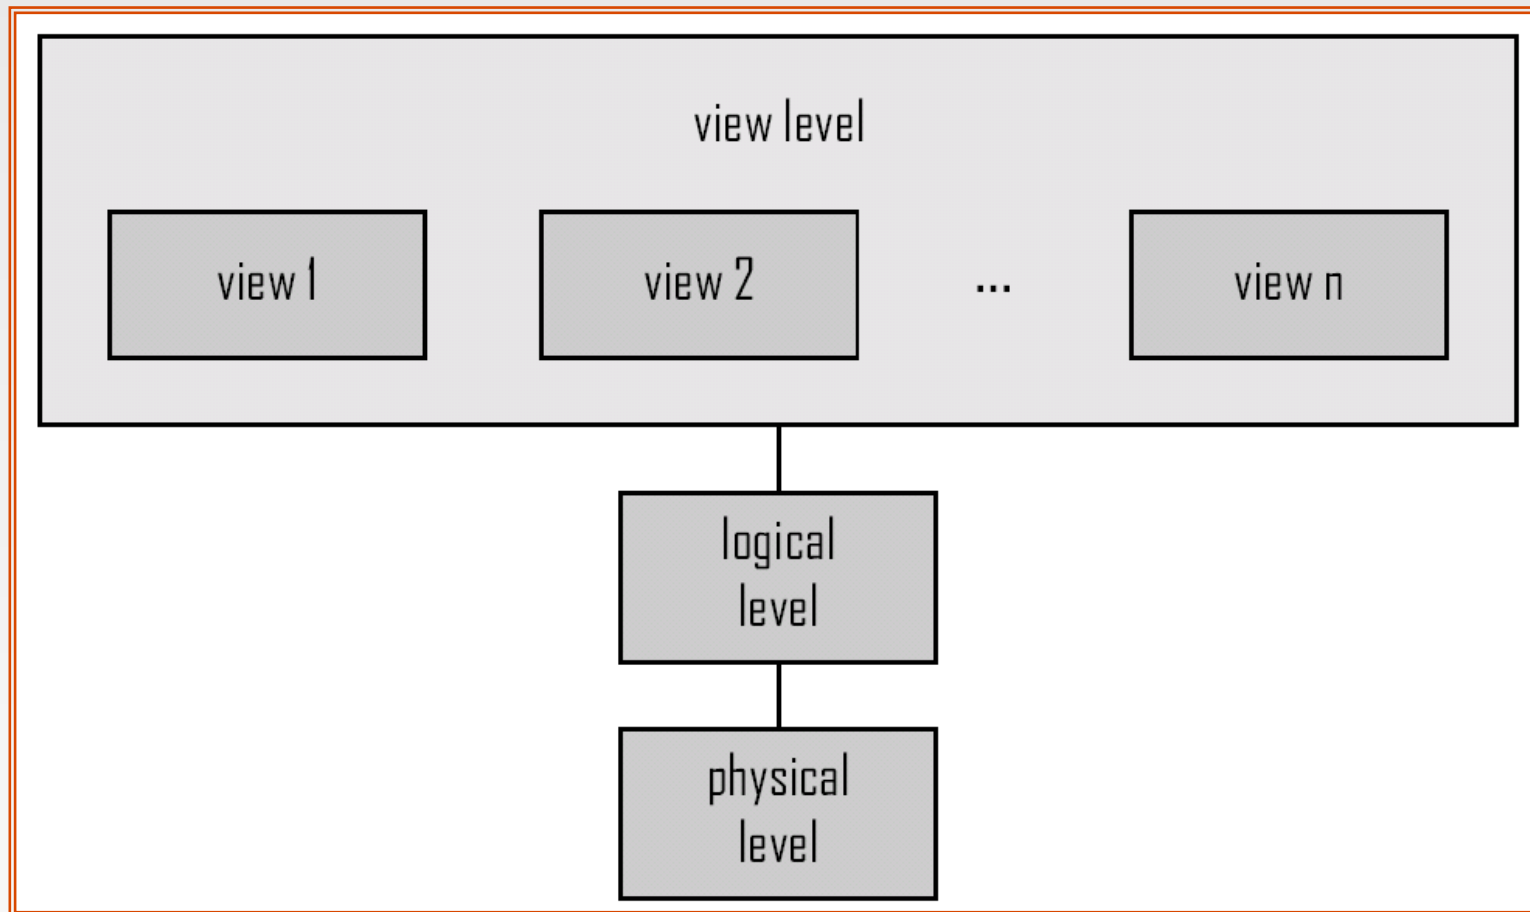 view level
view 1
view 2
...
view n
logical
level
physical
level